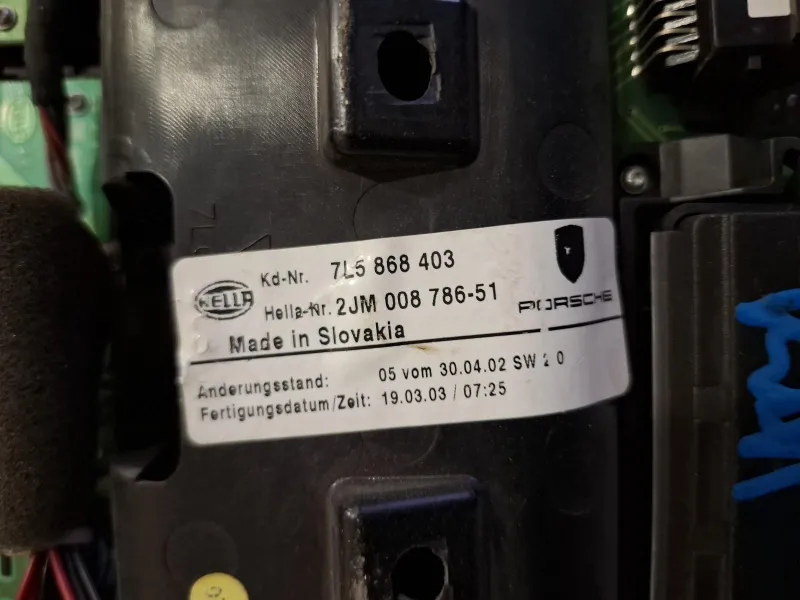 HELLA
Kd-Nr. 7L5 868 403
Hella-Nr. 2JM 008 786-51
PORSCHE
Made in Slovakia
Änderungsstand: 05 vom 30.04.02 SW 2 0
Fertigungsdatum/Zeit: 19.03.03 / 07:25